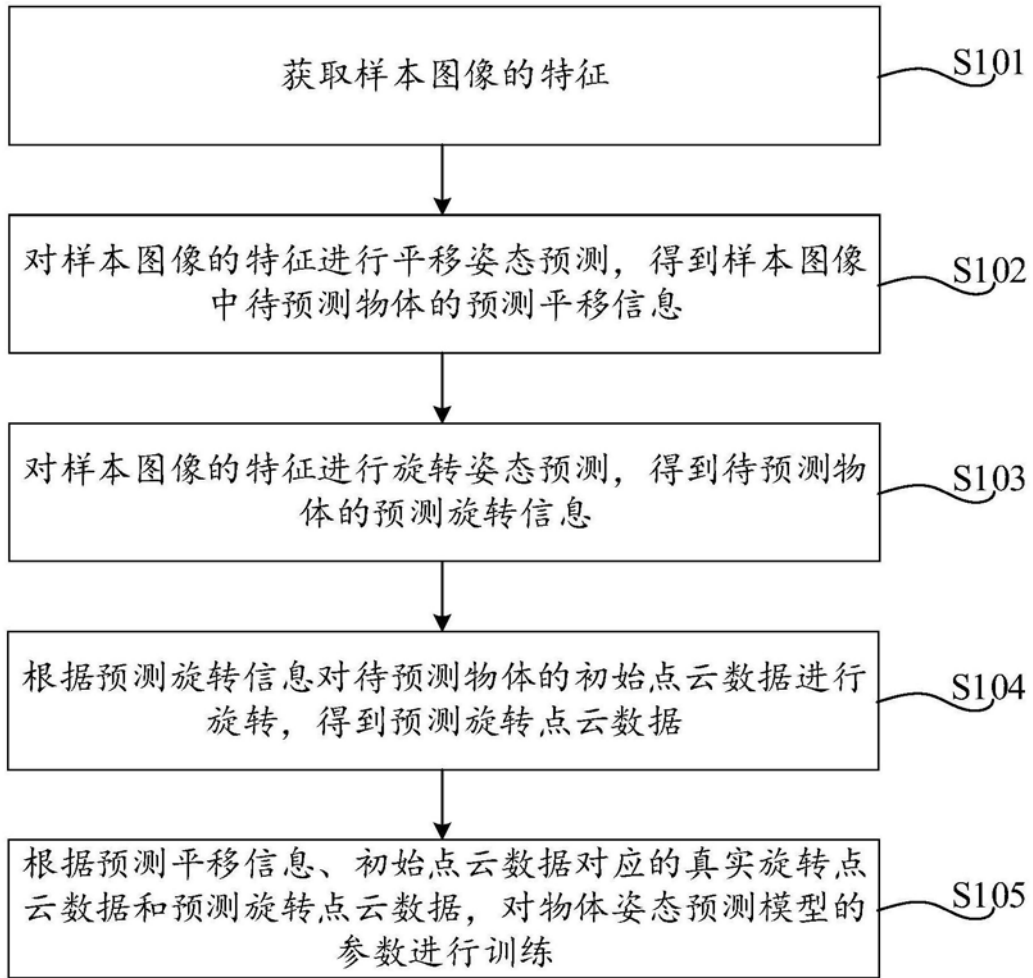 获取样本图像的特征
S101
对样本图像的特征进行平移姿态预测，得到样本图像
中待预测物体的预测平移信息
S102
对样本图像的特征进行旋转姿态预测，得到待预测物
体的预测旋转信息
S103
根据预测旋转信息对待预测物体的初始点云数据进行
旋转，得到预测旋转点云数据
S104
根据预测平移信息、初始点云数据对应的真实旋转点
云数据和预测旋转点云数据，对物体姿态预测模型的
参数进行训练
S105